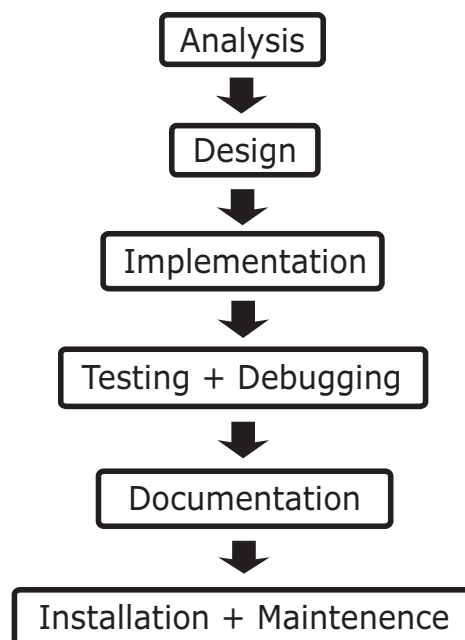 Analysis
Design
Implementation
Testing + Debugging
Documentation
Installation + Maintenence